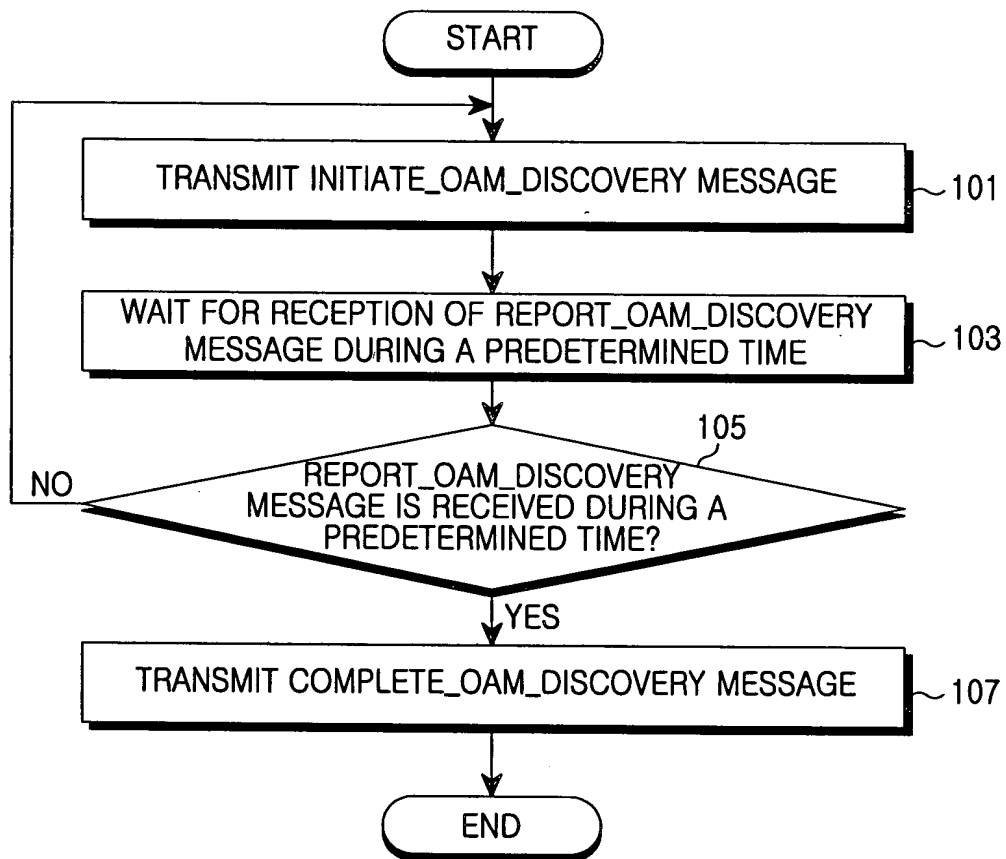 START
TRANSMIT INITIATE_OAM_DISCOVERY MESSAGE
101
WAIT FOR RECEPTION OF REPORT_OAM_DISCOVERY
MESSAGE DURING A PREDETERMINED TIME
103
105
REPORT_OAM_DISCOVERY
MESSAGE IS RECEIVED DURING A
PREDETERMINED TIME?
NO
YES
TRANSMIT COMPLETE_OAM_DISCOVERY MESSAGE
107
END